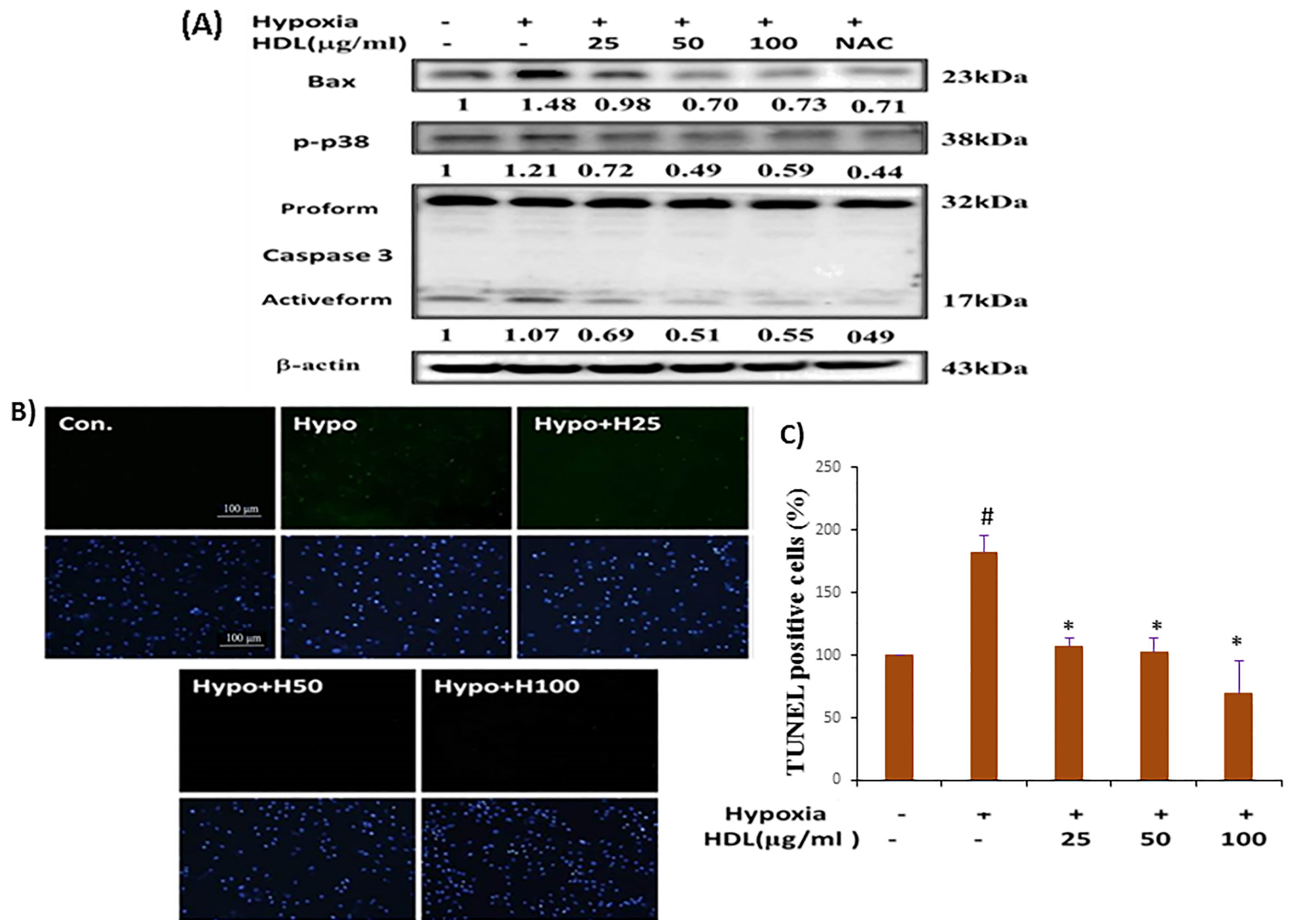 (A)
Hypoxia - + + + + +
HDL(μg/ml) - - 25 50 100 NAC
Bax 23kDa
1 1.48 0.98 0.70 0.73 0.71
p-p38 38kDa
1 1.21 0.72 0.49 0.59 0.44
Proform 32kDa
Caspase 3
Activeform 17kDa
1 1.07 0.69 0.51 0.55 049
β-actin 43kDa
B)
Con. Hypo Hypo+H25
100 μm
100 μm
Hypo+H50 Hypo+H100
C)
TUNEL positive cells (%)
250
200
150
100
50
0
#
* * *
Hypoxia - + + + +
HDL(μg/ml ) - - 25 50 100